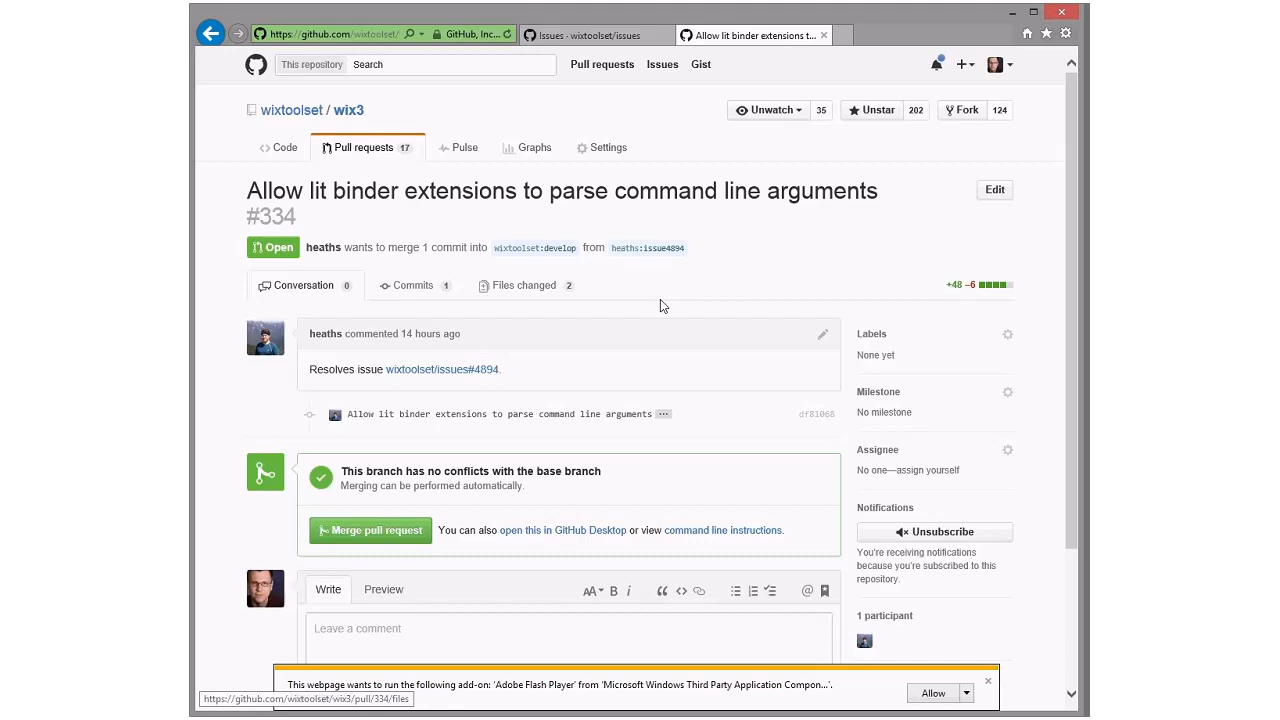 https://github.com/wixtoolset/ GitHub, Inc... Issues - wixtoolset/issues Allow lit binder extensions t...
This repository Search Pull requests Issues Gist
wixtoolset / wix3 Unwatch 35 Unstar 202 Fork 124
Code Pull requests 17 Pulse Graphs Settings
Allow lit binder extensions to parse command line arguments Edit
#334
Open heaths wants to merge 1 commit into wixtoolset:develop from heaths:issue4894
Conversation 0 Commits 1 Files changed 2 +48 −6
heaths commented 14 hours ago
Resolves issue wixtoolset/issues#4894.
Allow lit binder extensions to parse command line arguments ... df81068
This branch has no conflicts with the base branch
Merging can be performed automatically.
Merge pull request You can also open this in GitHub Desktop or view command line instructions.
Write Preview AA B i @
Leave a comment
Labels
None yet
Milestone
No milestone
Assignee
No one—assign yourself
Notifications
Unsubscribe
You're receiving notifications
because you're subscribed to this
repository.
1 participant
This webpage wants to run the following add-on: 'Adobe Flash Player' from 'Microsoft Windows Third Party Application Compon...'.
Allow
https://github.com/wixtoolset/wix3/pull/334/files